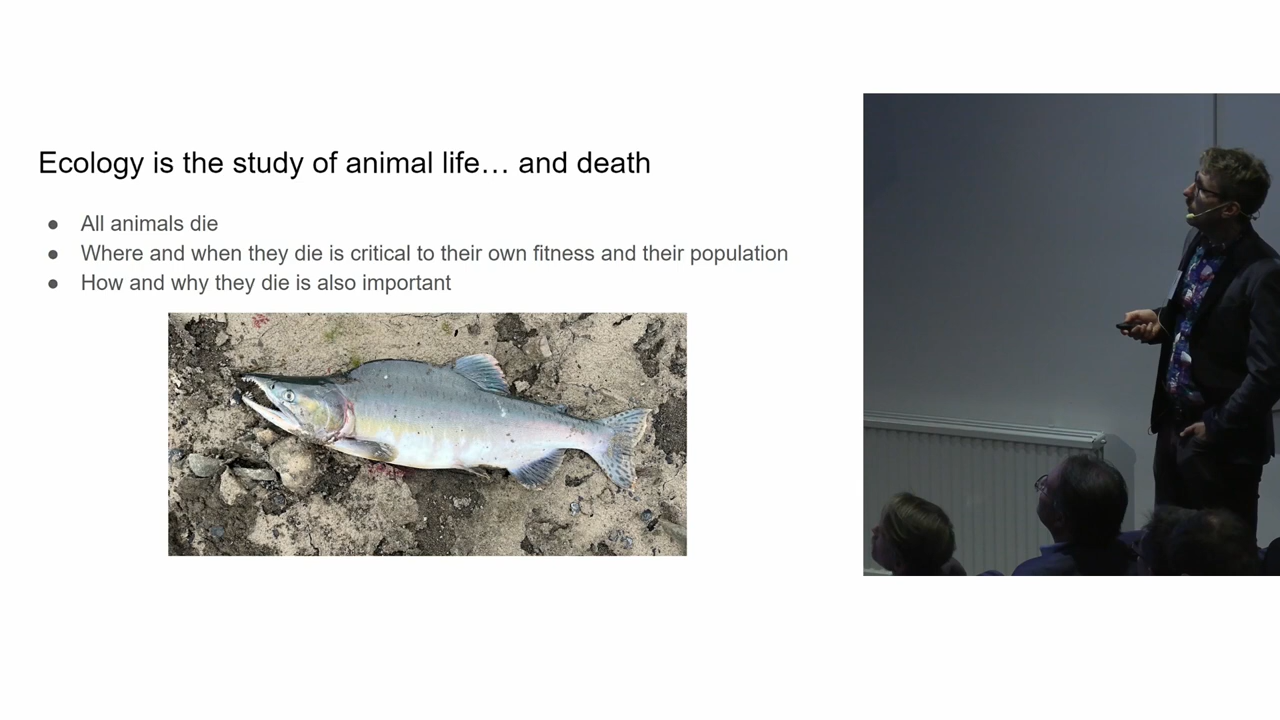 Ecology is the study of animal life… and death
● All animals die
● Where and when they die is critical to their own fitness and their population
● How and why they die is also important